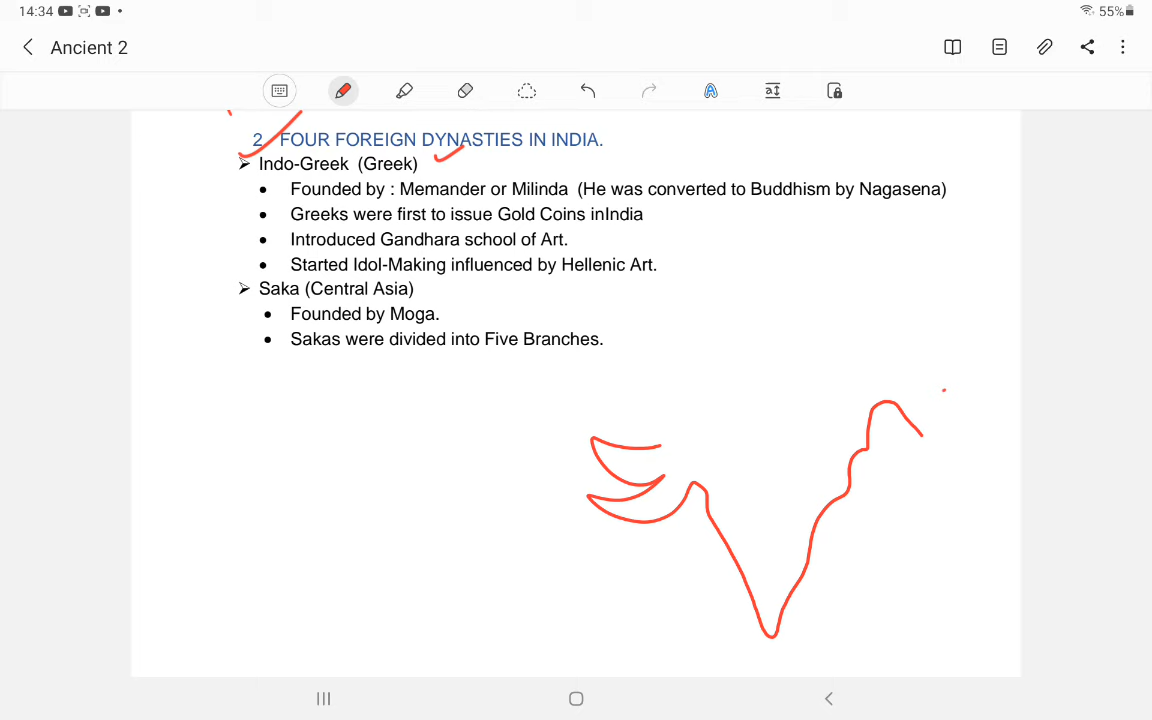 14:34
55%
Ancient 2
2. FOUR FOREIGN DYNASTIES IN INDIA.
➢ Indo-Greek (Greek)
• Founded by : Memander or Milinda (He was converted to Buddhism by Nagasena)
• Greeks were first to issue Gold Coins inIndia
• Introduced Gandhara school of Art.
• Started Idol-Making influenced by Hellenic Art.
➢ Saka (Central Asia)
• Founded by Moga.
• Sakas were divided into Five Branches.